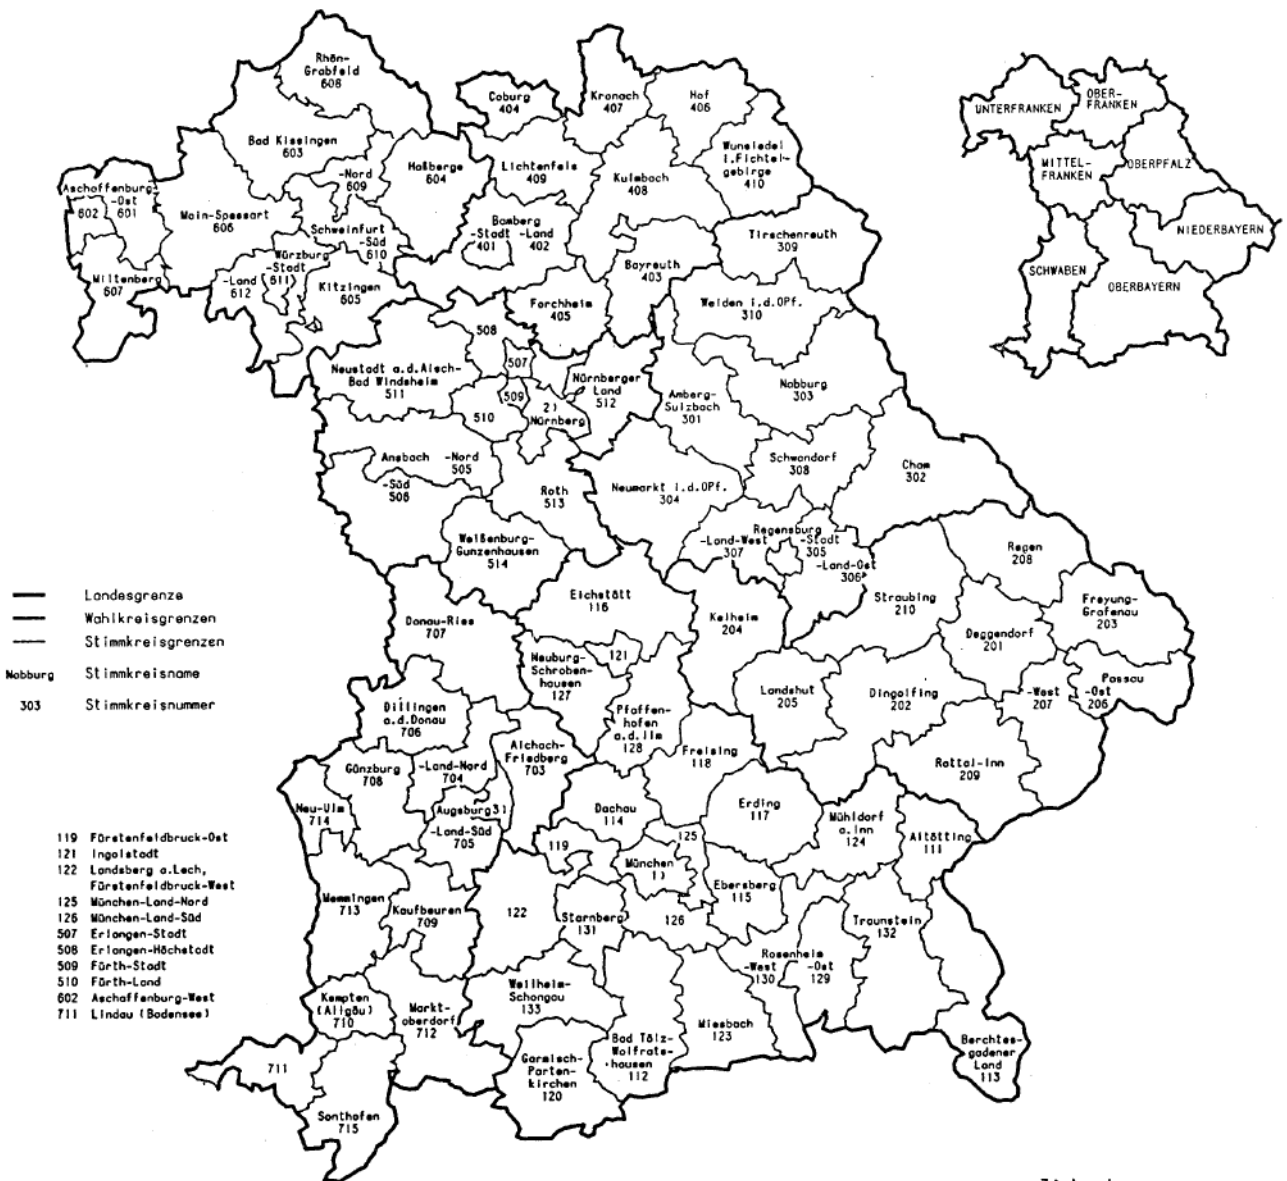 Rhön-
Grabfeld
608
Coburg
404
Kronach
407
Hof
406
Bad Kissingen
603
-Nord
609
Haßberge
604
Lichtenfels
409
Kulmbach
408
Wunsiedel
i.Fichtel-
gebirge
410
Aschaffenburg
-Ost
602
601
Main-Spessart
606
Schweinfurt
-Süd
610
Bamberg
-Stadt
401
-Land
402
Bayreuth
403
Tirschenreuth
309
Miltenberg
607
Würzburg
-Stadt
611
-Land
612
Kitzingen
605
Forchheim
405
Weiden i.d.OPf.
310
508
507
Neustadt a.d.Aisch-
Bad Windsheim
511
509
510
2)
Nürnberg
Nürnberger
Land
512
Amberg-
Sulzbach
301
Nabburg
303
Ansbach
-Nord
505
-Süd
506
Roth
513
Neumarkt i.d.OPf.
304
Schwandorf
308
Cham
302
Weißenburg-
Gunzenhausen
514
Regensburg
-Land-West
307
-Stadt
305
-Land-Ost
306
Regen
208
Eichstätt
116
Kelheim
204
Straubing
210
Freyung-
Grafenau
203
Donau-Ries
707
Deggendorf
201
Neuburg-
Schroben-
hausen
127
121
Landshut
205
Dingolfing
202
-West
207
Passau
-Ost
206
Dillingen
a.d.Donau
706
Pfaffen-
hofen
a.d.Ilm
128
Freising
118
Rottal-Inn
209
Aichach-
Friedberg
703
Günzburg
708
-Land-Nord
704
Neu-Ulm
714
Augsburg3)
-Land-Süd
705
Dachau
114
Erding
117
Mühldorf
a.Inn
124
Altötting
111
119
125
München
1)
Ebersberg
115
Memmingen
713
Kaufbeuren
709
122
Starnberg
131
126
Traunstein
132
Rosenheim
-West
130
-Ost
129
Kempten
(Allgäu)
710
Markt-
oberdorf
712
Weilheim-
Schongau
133
Bad Tölz-
Wolfrats-
hausen
112
Miesbach
123
Berchtes-
gadener
Land
113
711
Garmisch-
Parten-
kirchen
120
Sonthofen
715
UNTERFRANKEN
OBER-
FRANKEN
MITTEL-
FRANKEN
OBERPFALZ
NIEDERBAYERN
SCHWABEN
OBERBAYERN
Landesgrenze
Wahlkreisgrenzen
Stimmkreisgrenzen
Nabburg Stimmkreisname
303 Stimmkreisnummer
119 Fürstenfeldbruck-Ost
121 Ingolstadt
122 Landsberg a.Lech,
Fürstenfeldbruck-West
125 München-Land-Nord
126 München-Land-Süd
507 Erlangen-Stadt
508 Erlangen-Höchstadt
509 Fürth-Stadt
510 Fürth-Land
602 Aschaffenburg-West
711 Lindau (Bodensee)